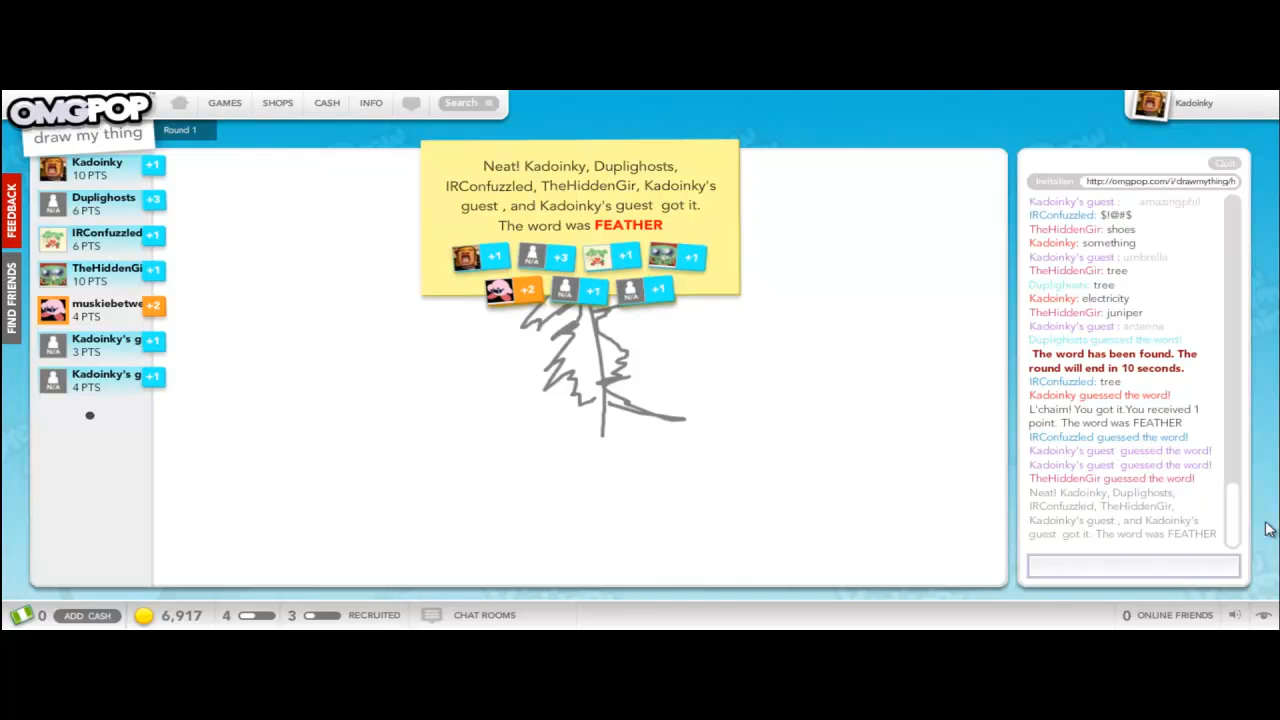 OMGPOP™
draw my thing
GAMES SHOPS CASH INFO Search
Kadoinky
Round 1
FEEDBACK
FIND FRIENDS
Kadoinky +1
10 PTS
N/A Duplighosts +3
6 PTS
IRConfuzzled +1
6 PTS
TheHiddenGi +1
10 PTS
muskiebetwe +2
4 PTS
N/A Kadoinky's g +1
3 PTS
N/A Kadoinky's g +1
4 PTS
Neat! Kadoinky, Duplighosts,
IRConfuzzled, TheHiddenGir, Kadoinky's
guest , and Kadoinky's guest got it.
The word was FEATHER
+1 N/A +3 +1 +1
+2 N/A +1 N/A +1
Quit
Invitation http://omgpop.com/i/drawmything/h
Kadoinky's guest : amazingphil
IRConfuzzled: $!@#$
TheHiddenGir: shoes
Kadoinky: something
Kadoinky's guest : umbrella
TheHiddenGir: tree
Duplighosts: tree
Kadoinky: electricity
TheHiddenGir: juniper
Kadoinky's guest : antenna
Duplighosts guessed the word!
The word has been found. The
round will end in 10 seconds.
IRConfuzzled: tree
Kadoinky guessed the word!
L'chaim! You got it.You received 1
point. The word was FEATHER
IRConfuzzled guessed the word!
Kadoinky's guest guessed the word!
Kadoinky's guest guessed the word!
TheHiddenGir guessed the word!
Neat! Kadoinky, Duplighosts,
IRConfuzzled, TheHiddenGir,
Kadoinky's guest , and Kadoinky's
guest got it. The word was FEATHER
0 ADD CASH 6,917 4 3 RECRUITED CHAT ROOMS 0 ONLINE FRIENDS